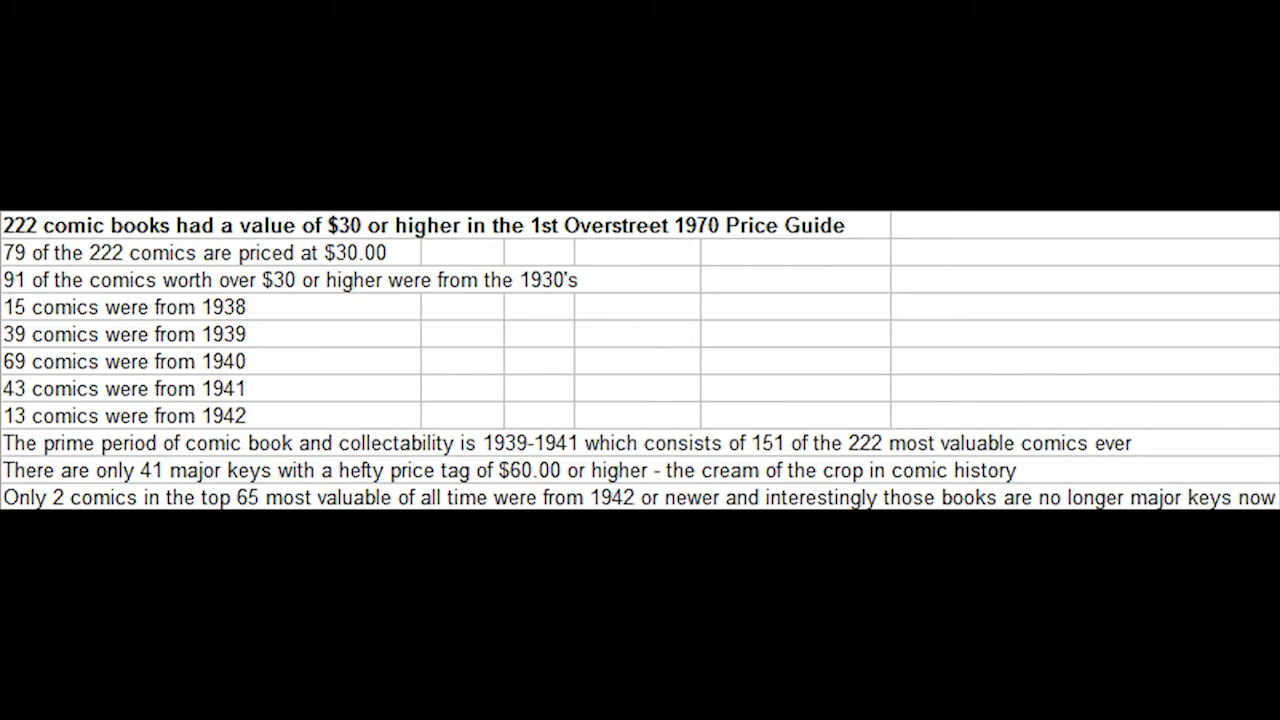 222 comic books had a value of $30 or higher in the 1st Overstreet 1970 Price Guide
79 of the 222 comics are priced at $30.00
91 of the comics worth over $30 or higher were from the 1930's
15 comics were from 1938
39 comics were from 1939
69 comics were from 1940
43 comics were from 1941
13 comics were from 1942
The prime period of comic book and collectability is 1939-1941 which consists of 151 of the 222 most valuable comics ever
There are only 41 major keys with a hefty price tag of $60.00 or higher - the cream of the crop in comic history
Only 2 comics in the top 65 most valuable of all time were from 1942 or newer and interestingly those books are no longer major keys now